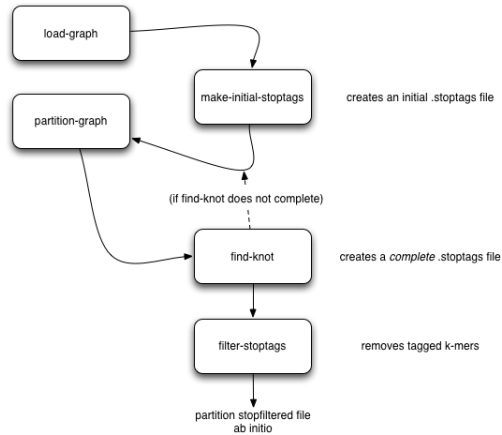 load-graph
make-initial-stoptags
creates an initial .stoptags file
partition-graph
(if find-knot does not complete)
find-knot
creates a complete .stoptags file
filter-stoptags
removes tagged k-mers
partition stopfiltered file
ab initio